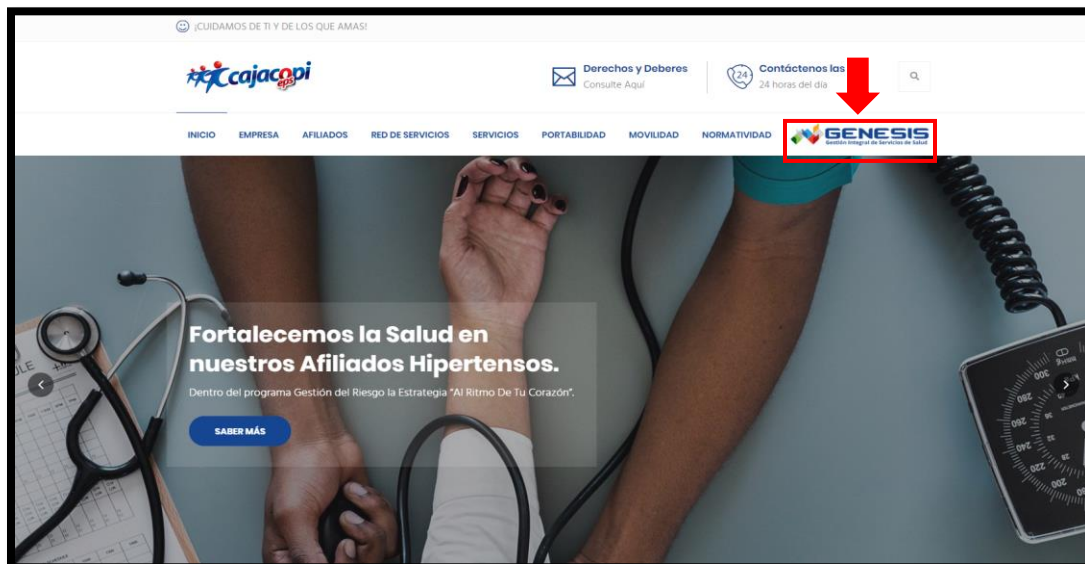 ¡CUIDAMOS DE TI Y DE LOS QUE AMAS!
cajacopi
eps
Derechos y Deberes
Consulte Aquí
24
Contáctenos las
24 horas del día
INICIO EMPRESA AFILIADOS RED DE SERVICIOS SERVICIOS PORTABILIDAD MOVILIDAD NORMATIVIDAD
GENESIS
Gestión Integral de Servicios de Salud
Fortalecemos la Salud en
nuestros Afiliados Hipertensos.
Dentro del programa Gestión del Riesgo la Estrategia "Al Ritmo De Tu Corazón".
SABER MÁS